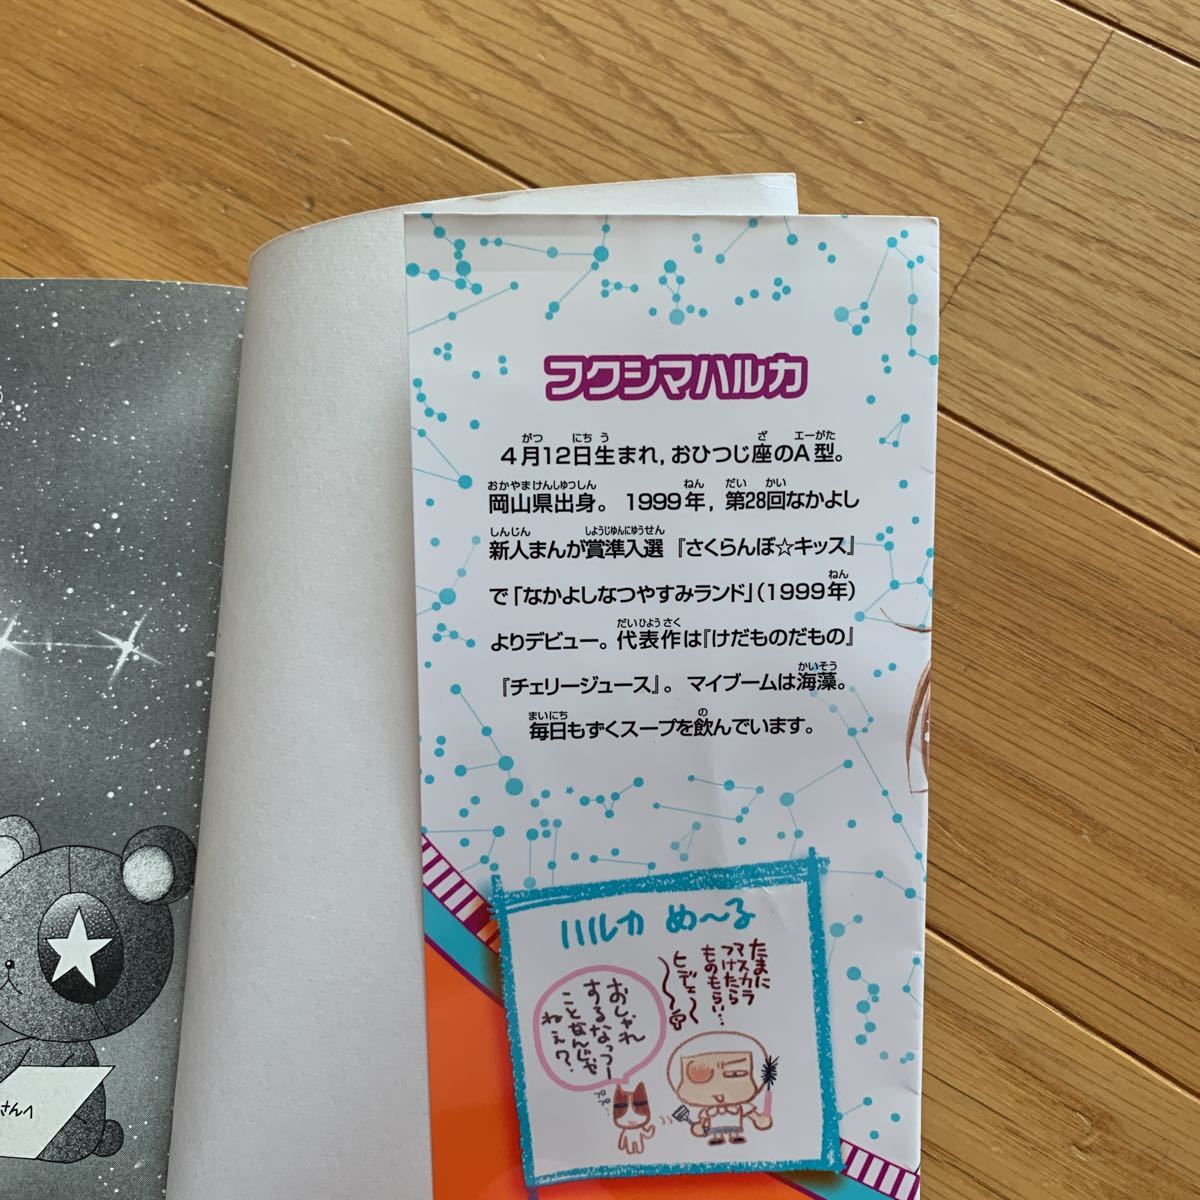 フクシマハルカ
4月12日生まれ，おひつじ座のA型。
岡山県出身。1999年，第28回なかよし
新人まんが賞準入選『さくらんぼ☆キッス』
で「なかよしなつやすみランド」（1999年）
よりデビュー。代表作は『けだものだもの』
『チェリージュース』。マイブームは海藻。
毎日もずくスープを飲んでいます。
ハルカ め〜る
たまに
マスカラ
つけたら
ものもらい…
ヒデェ〜
おしゃれ
するなっつー
ことなんじゃ
ねぇ？
ププ…
さんへ